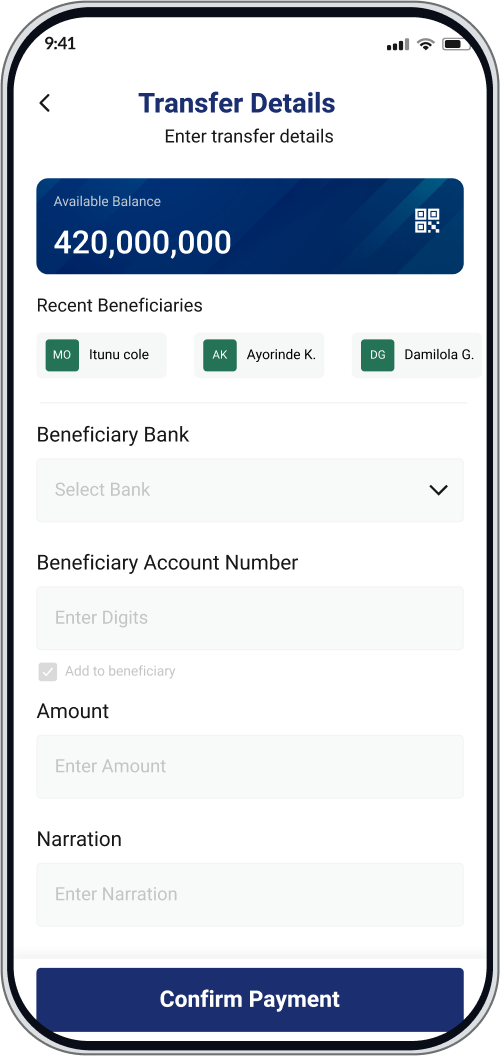 9:41
Transfer Details
Enter transfer details
Available Balance
420,000,000
Recent Beneficiaries
MO Itunu cole AK Ayorinde K. DG Damilola G.
Beneficiary Bank
Select Bank
Beneficiary Account Number
Enter Digits
Add to beneficiary
Amount
Enter Amount
Narration
Enter Narration
Confirm Payment